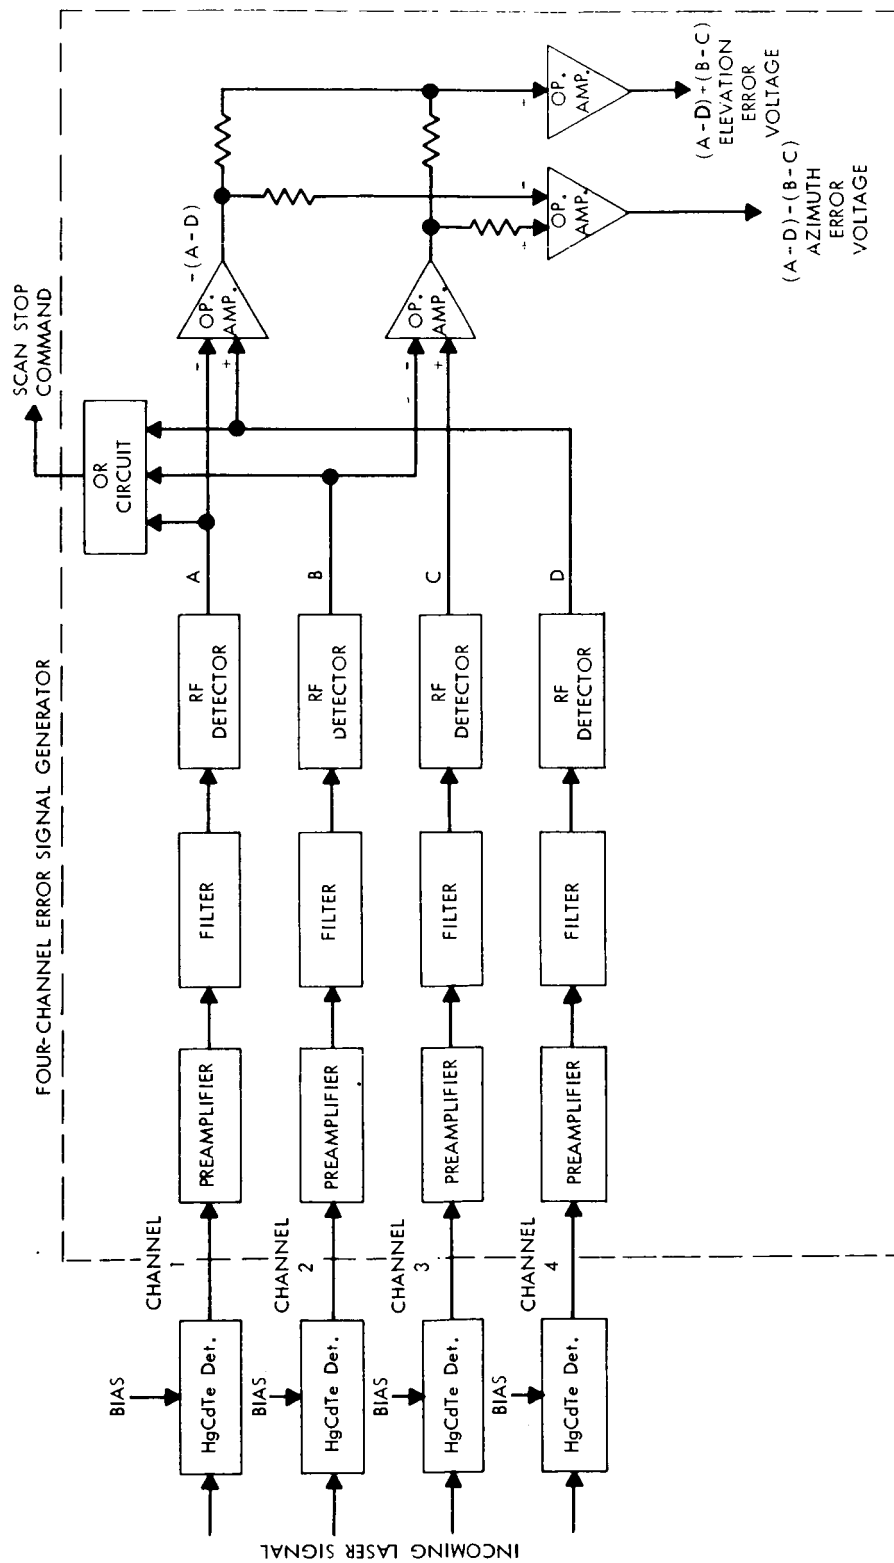 FOUR-CHANNEL ERROR SIGNAL GENERATOR
SCAN STOP
COMMAND
OR
CIRCUIT
INCOMING LASER SIGNAL
BIAS
HgCdTe Det.
CHANNEL
1
PREAMPLIFIER
FILTER
RF
DETECTOR
A
BIAS
HgCdTe Det.
CHANNEL
2
PREAMPLIFIER
FILTER
RF
DETECTOR
B
BIAS
HgCdTe Det.
CHANNEL
3
PREAMPLIFIER
FILTER
RF
DETECTOR
C
BIAS
HgCdTe Det.
CHANNEL
4
PREAMPLIFIER
FILTER
RF
DETECTOR
D
-
+
OP.
AMP.
-(A-D)
-
-
+
OP.
AMP.
+
-
OP.
AMP.
(A-D)-(B-C)
AZIMUTH
ERROR
VOLTAGE
-
OP.
AMP.
(A-D)+(B-C)
ELEVATION
ERROR
VOLTAGE